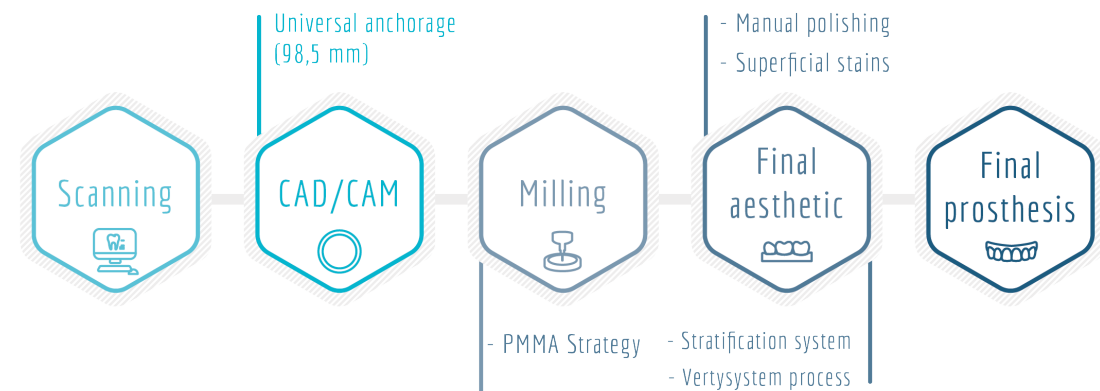 Universal anchorage
(98,5 mm)
- Manual polishing
- Superficial stains
Scanning
CAD/CAM
Milling
Final
aesthetic
Final
prosthesis
- PMMA Strategy
- Stratification system
- Vertysystem process